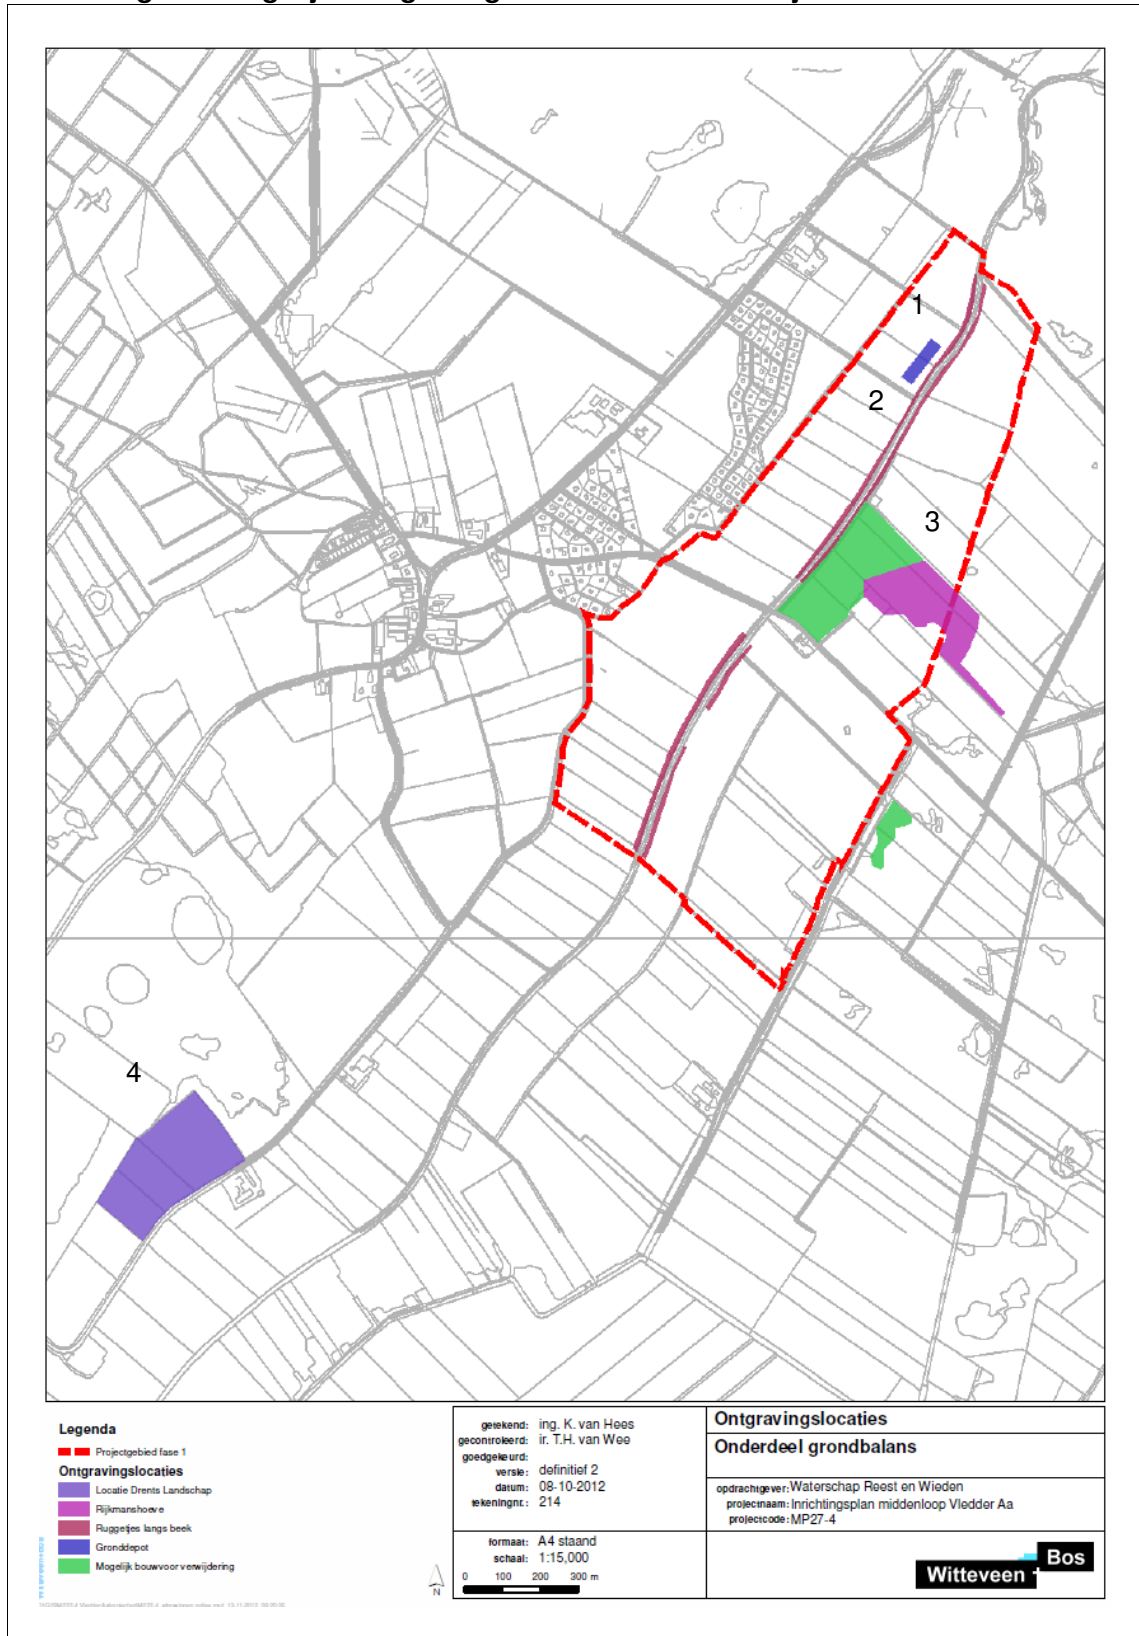 1
2
3
4
Legenda
Projectgebied fase 1
Ontgravingslocaties
Locatie Drents Landschap
Rijkmanshoeve
Ruggetjes langs beek
Gronddepot
Mogelijk bouwvoor verwijdering
N
getekend: ing. K. van Hees
gecontroleerd: ir. T.H. van Wee
goedgekeurd:
versie: definitief 2
datum: 08-10-2012
tekeningnr.: 214
formaat: A4 staand
schaal: 1:15,000
0 100 200 300 m
Ontgravingslocaties
Onderdeel grondbalans
opdrachtgever: Waterschap Reest en Wieden
projectnaam: Inrichtingsplan middenloop Vledder Aa
projectcode: MP27-4
Witteveen + Bos